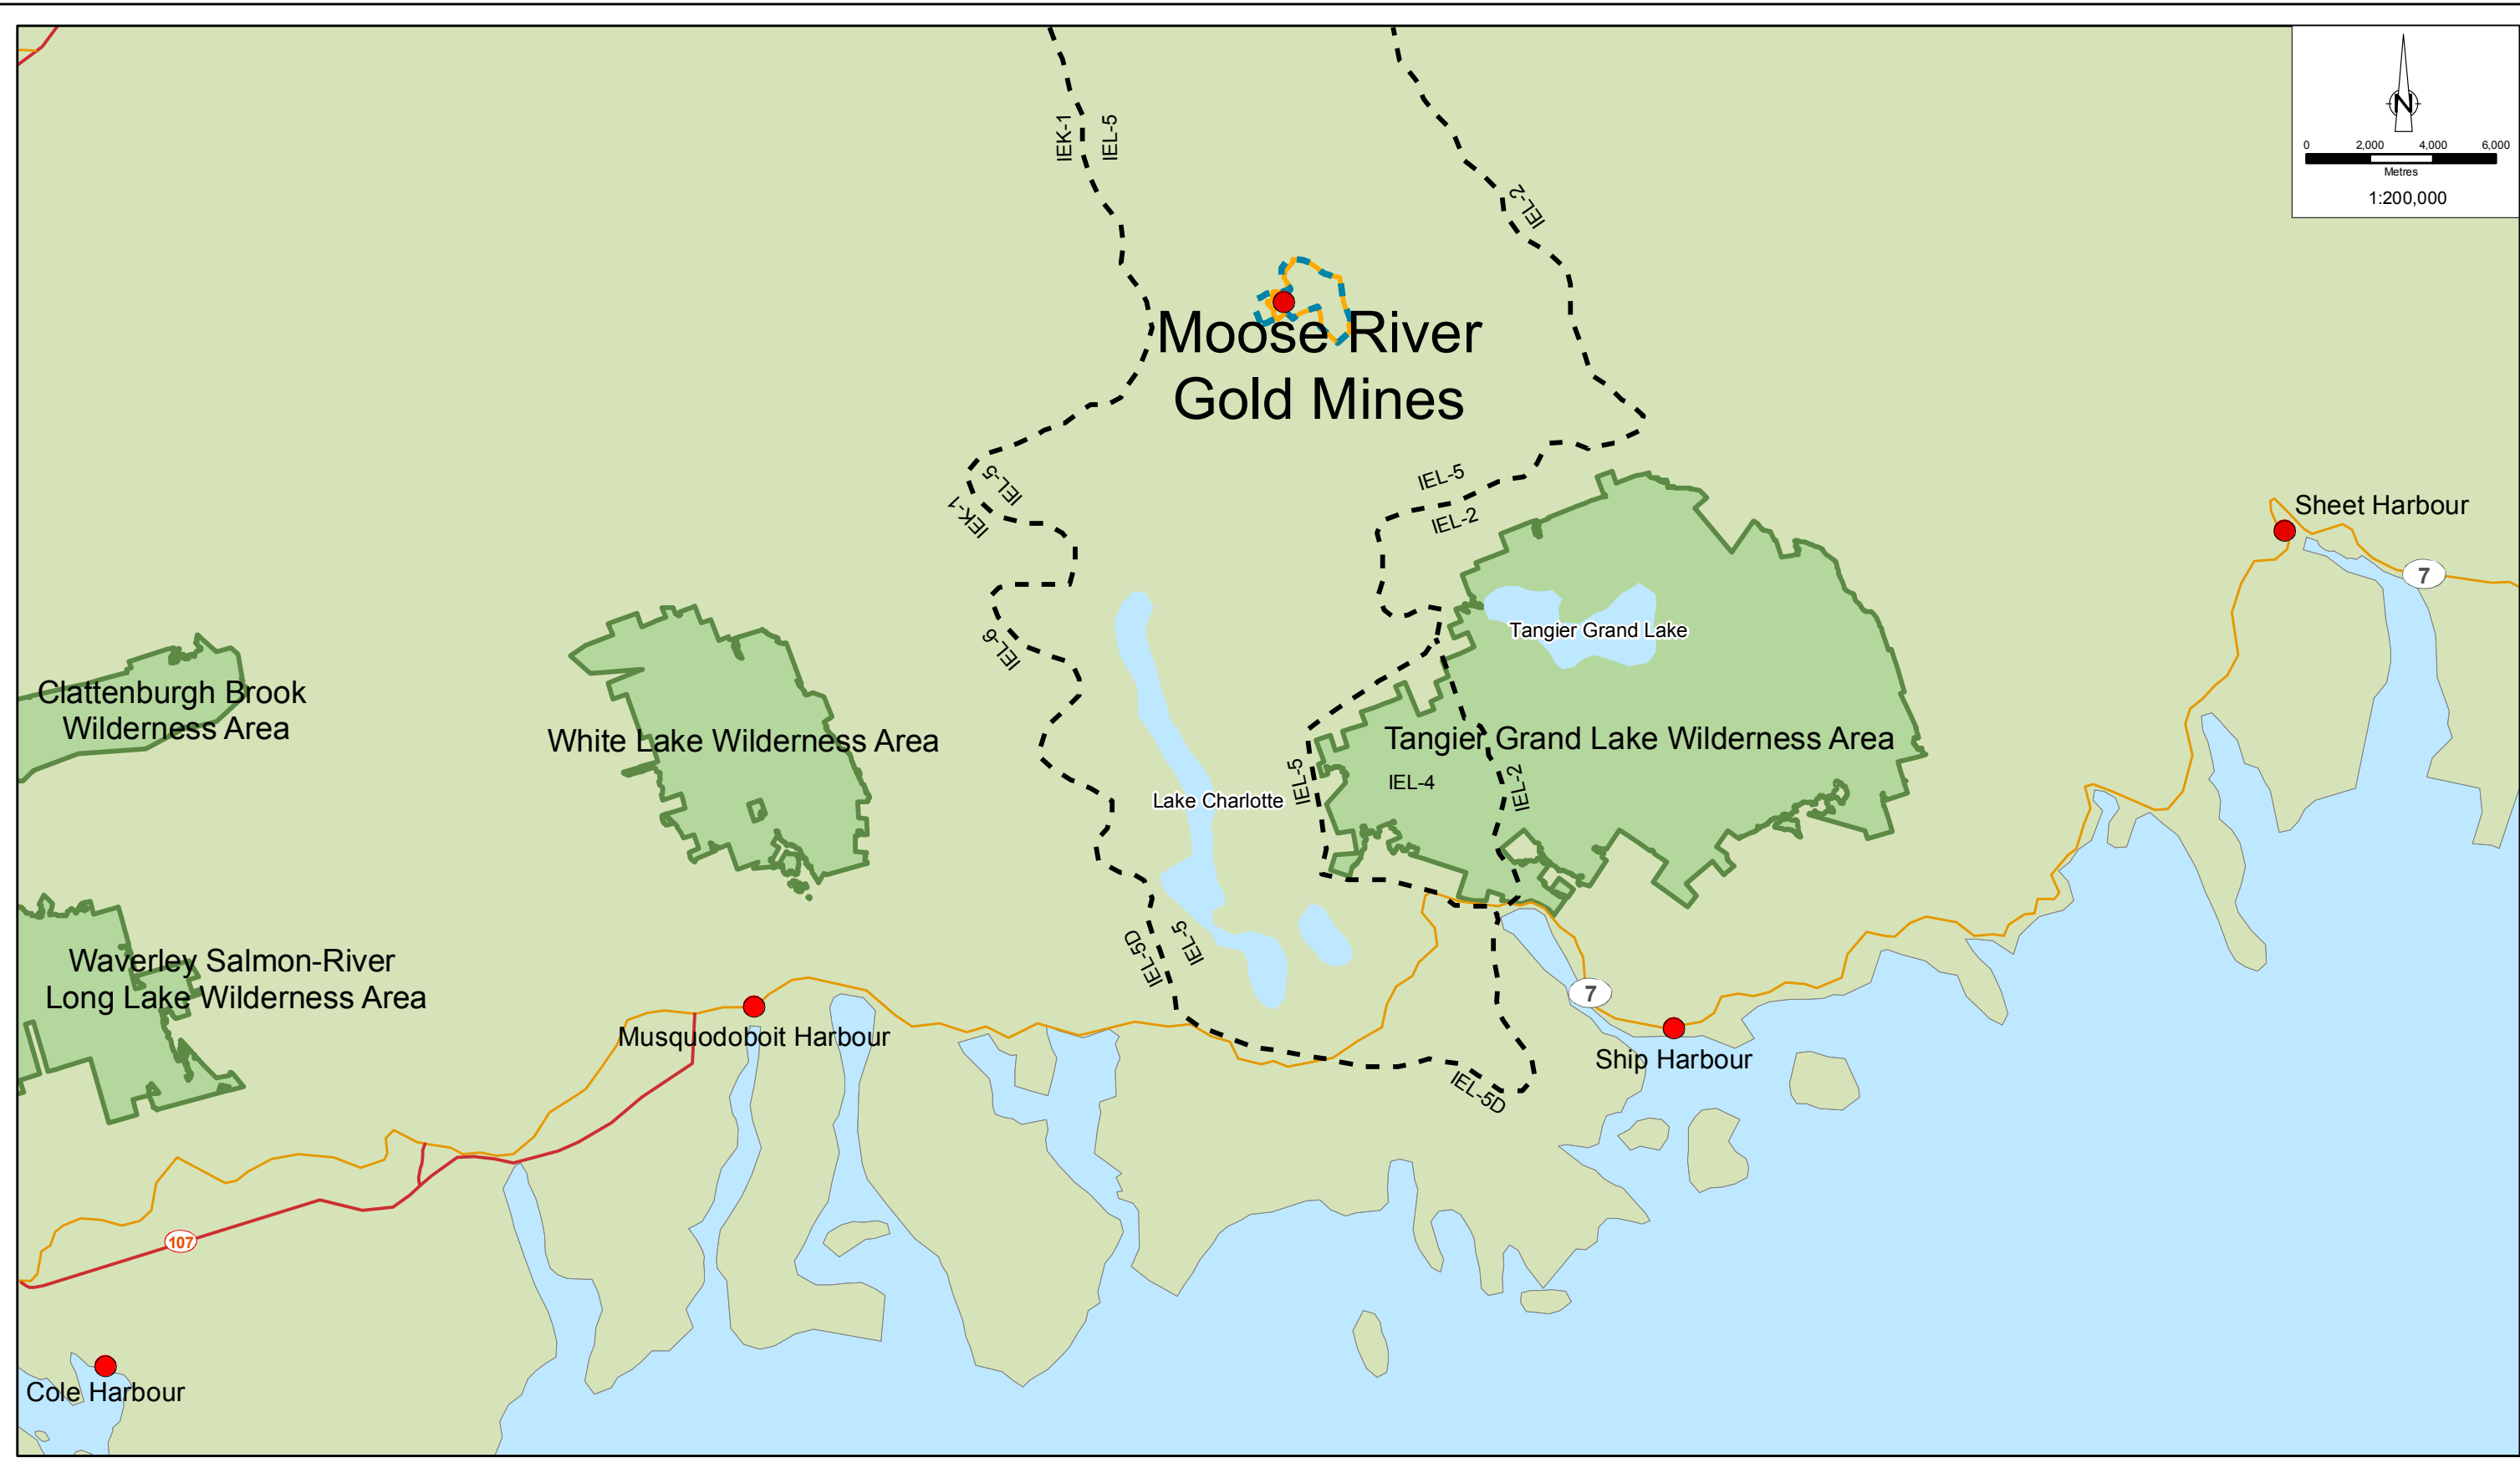 N
0 2,000 4,000 6,000
Metres
1:200,000
IEK-1
IEL-5
IEL-2
Moose River
Gold Mines
IEL-5
IEK-1
IEL-5
IEL-2
Sheet Harbour
7
IEL-6
Tangier Grand Lake
Clattenburgh Brook
Wilderness Area
White Lake Wilderness Area
Tangier Grand Lake Wilderness Area
IEL-5
IEL-4
IEL-2
Lake Charlotte
Waverley Salmon-River
Long Lake Wilderness Area
IEL-5D
IEL-5
7
Musquodoboit Harbour
Ship Harbour
IEL-5D
107
Cole Harbour